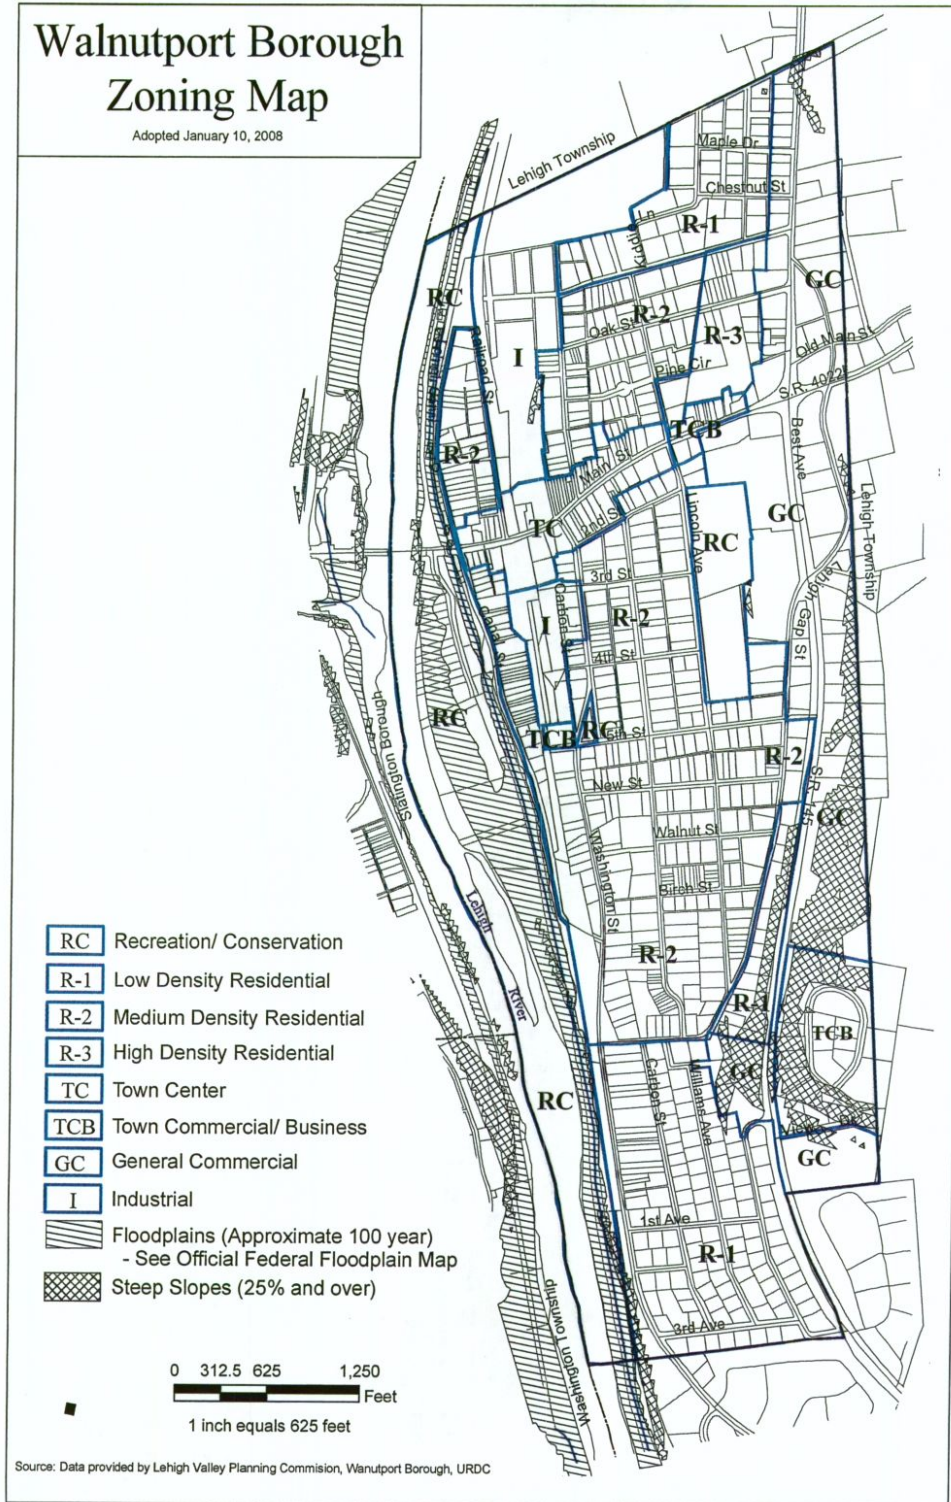 Walnutport Borough
Zoning Map
Adopted January 10, 2008
Lehigh Township
Maple Dr
Chestnut St
Kiddie Ln
R-1
GC
RC
R-2
Oak St
R-3
Railroad St
I
Pine Cir
Old Main St
S.R. 4022
TCB
R-2
Main St
Best Ave
2nd St
TC
Lincoln Ave
RC
GC
Lehigh Township
3rd St
Canal St
Carbon St
I
R-2
Lehigh Gap St
4th St
RC
TCB
RC
5th St
R-2
Slatington Borough
New St
S.R. 145
GC
Walnut St
Washington St
Birch St
Lehigh
River
R-2
R-1
TCB
GC
RC
Carbon St
Williams Ave
GC
1st Ave
R-1
3rd Ave
Washington Township
RC Recreation/ Conservation
R-1 Low Density Residential
R-2 Medium Density Residential
R-3 High Density Residential
TC Town Center
TCB Town Commercial/ Business
GC General Commercial
I Industrial
Floodplains (Approximate 100 year)
- See Official Federal Floodplain Map
Steep Slopes (25% and over)
0 312.5 625 1,250
Feet
1 inch equals 625 feet
Source: Data provided by Lehigh Valley Planning Commision, Wanutport Borough, URDC